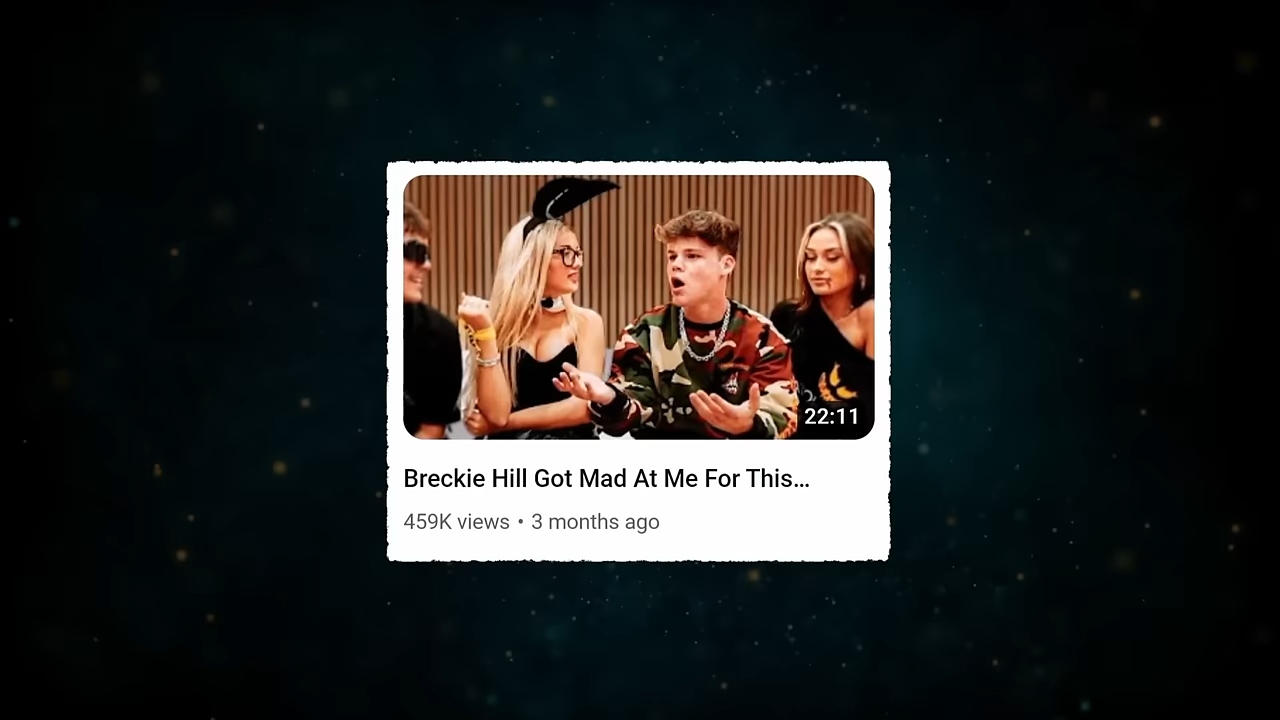 22:11
Breckie Hill Got Mad At Me For This...
459K views • 3 months ago